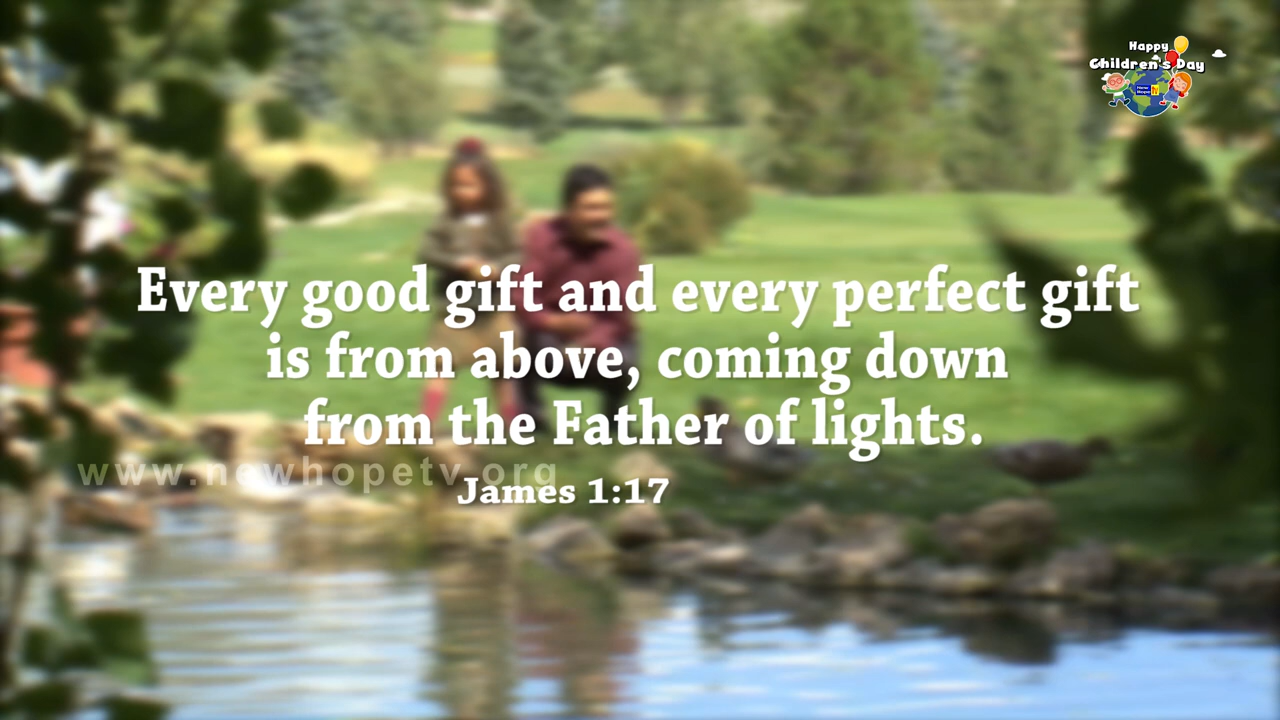 Happy
Children's Day
Every good gift and every perfect gift
is from above, coming down
from the Father of lights.
www.newhopetv.org
James 1:17